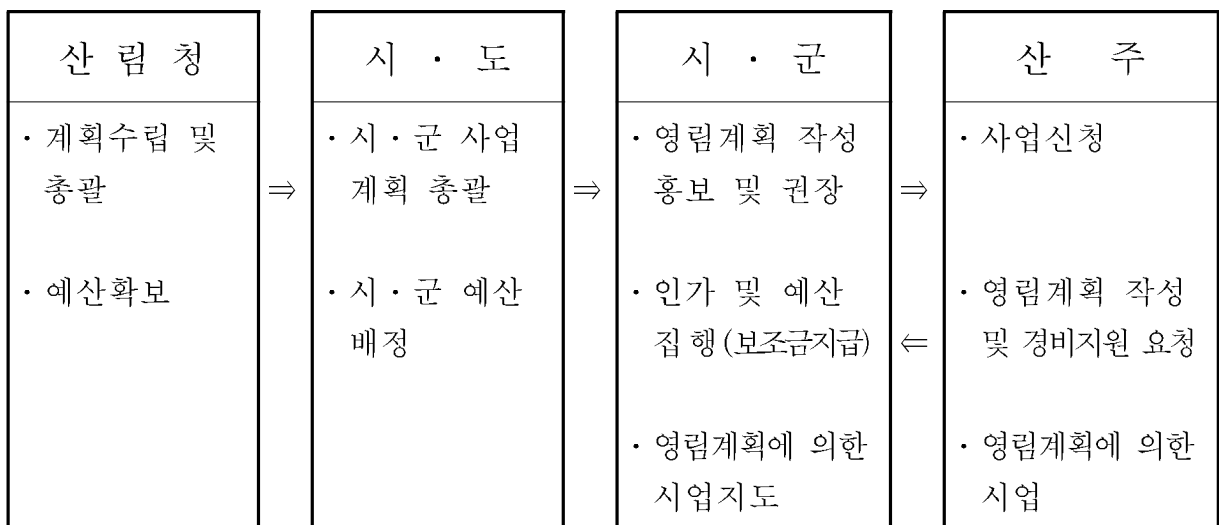 산 림 청
· 계획수립 및
총괄
· 예산확보
⇒
시 · 도
· 시 · 군 사업
계획 총괄
· 시 · 군 예산
배정
⇒
시 · 군
· 영림계획 작성
홍보 및 권장
· 인가 및 예산
집행(보조금지급)
· 영림계획에 의한
시업지도
⇒
⇐
산 주
· 사업신청
· 영림계획 작성
및 경비지원 요청
· 영림계획에 의한
시업